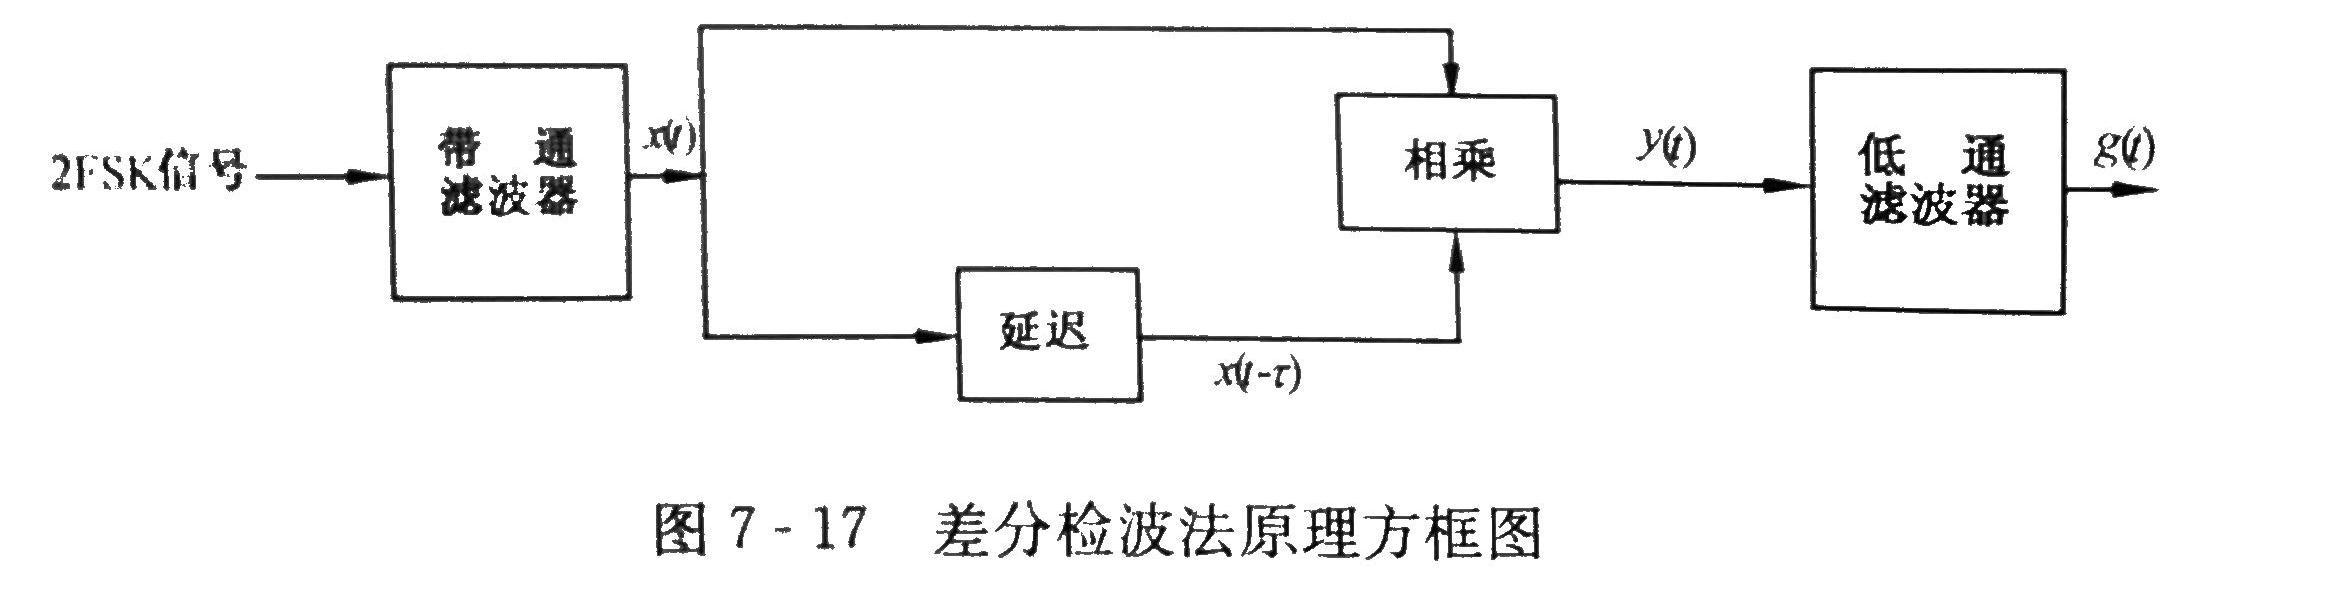 2FSK信号
带 通
滤波器
x(t)
延迟
x(t-τ)
相乘
y(t)
低 通
滤波器
g(t)
图 7-17 差分检波法原理方框图